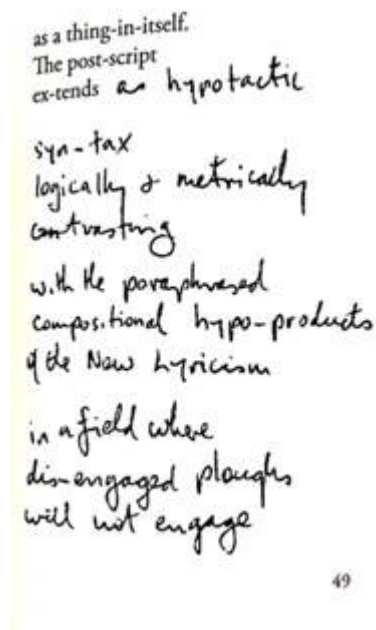 as a thing-in-itself.
The post-script
ex-tends as hypotactic
syn-tax
logically & metrically
contrasting
with the paraphrased
compositional hypo-products
of the New Lyricism
in a field where
dis-engaged ploughs
will not engage
49